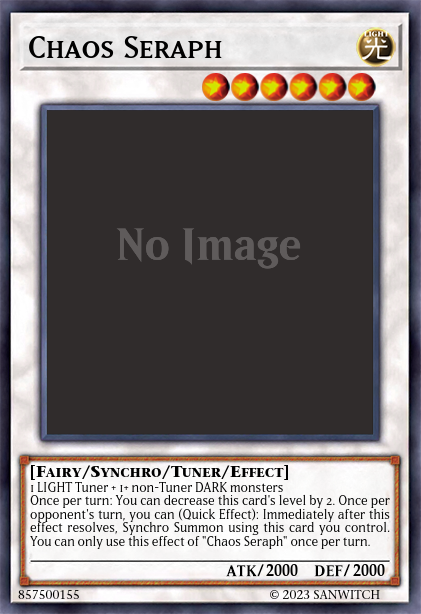 Chaos Seraph
LIGHT
光
No Image
[Fairy/Synchro/Tuner/Effect]
1 LIGHT Tuner + 1+ non-Tuner DARK monsters
Once per turn: You can decrease this card's level by 2. Once per
opponent's turn, you can (Quick Effect): Immediately after this
effect resolves, Synchro Summon using this card you control.
You can only use this effect of "Chaos Seraph" once per turn.
ATK/2000 DEF/2000
857500155 © 2023 SANWITCH